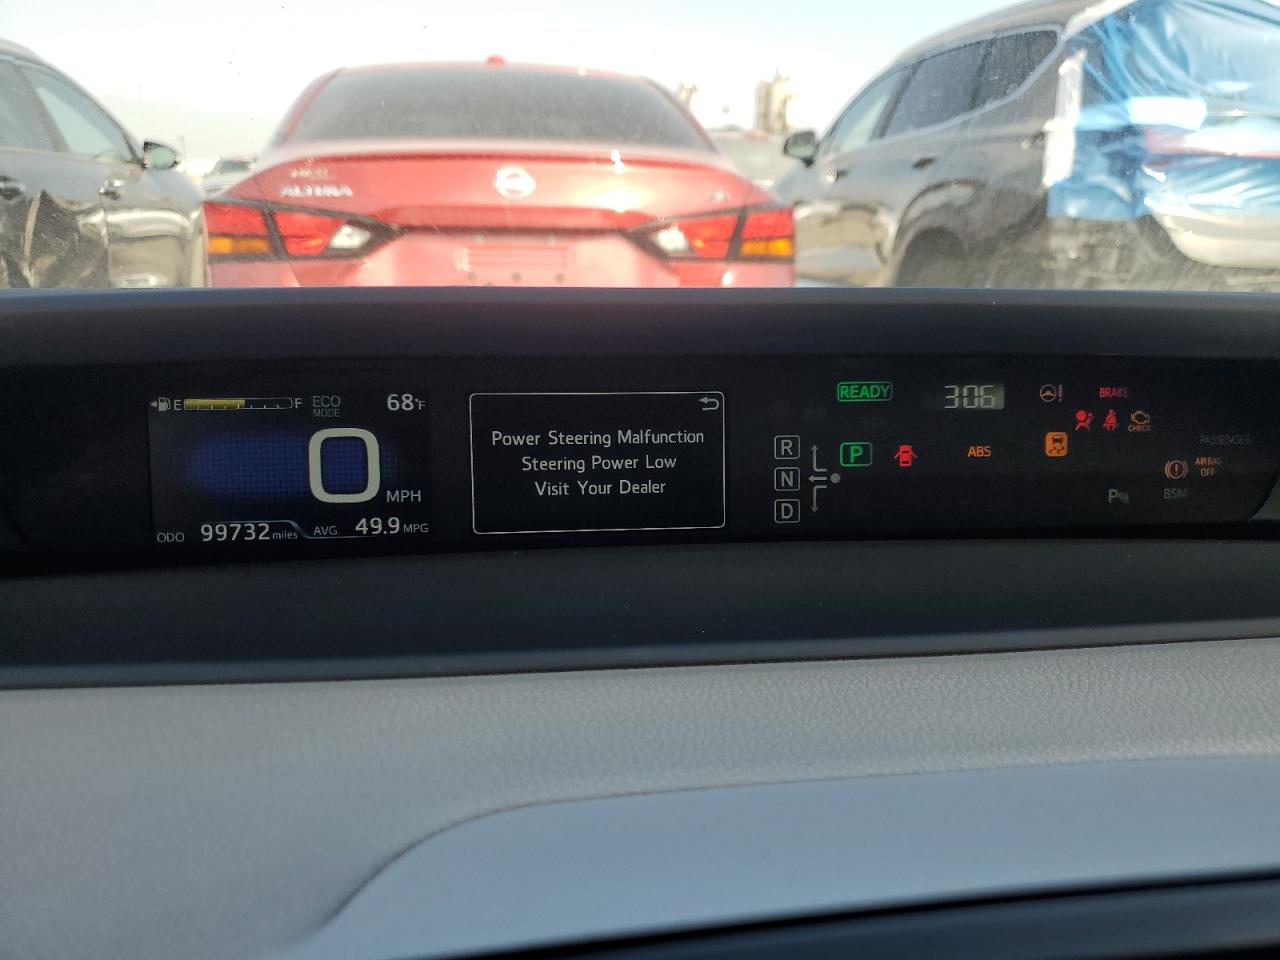 ALTIMA
E F
ECO
MODE
68°F
0
MPH
ODO 99732 miles
AVG. 49.9 MPG
Power Steering Malfunction
Steering Power Low
Visit Your Dealer
READY
306
BRAKE
R
N
D
P
ABS
CHECK
PASSENGER
AIRBAG
OFF
P
BSM